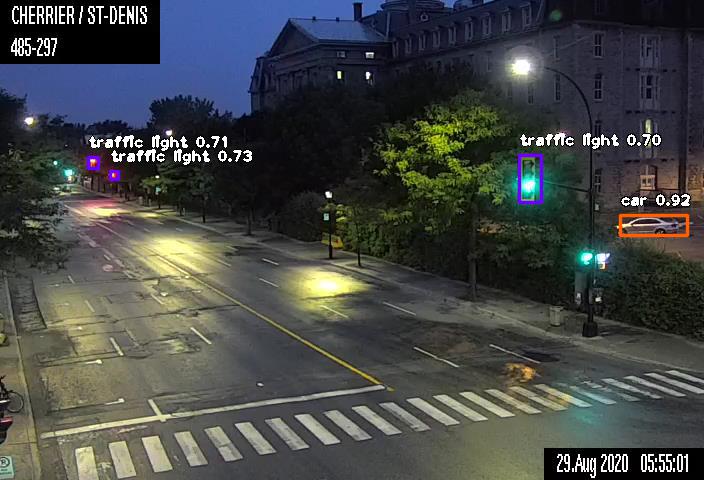 CHERRIER / ST-DENIS
485-297
traffic light 0.71
traffic light 0.73
traffic light 0.70
car 0.92
29.Aug 2020 05:55:01